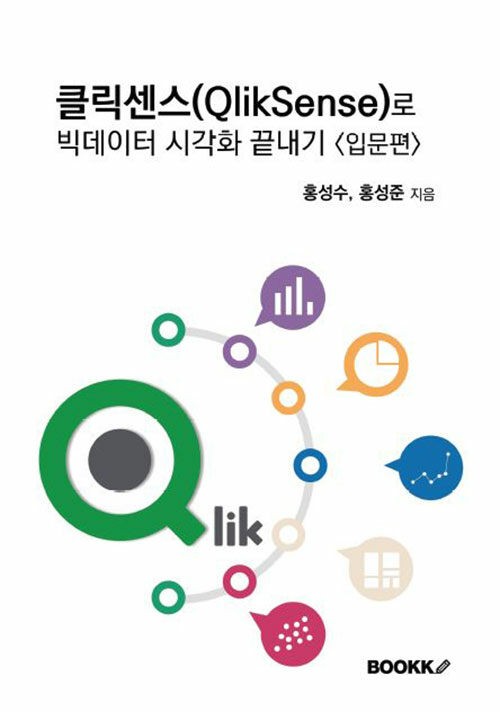 클릭센스(QlikSense)로
빅데이터 시각화 끝내기 〈입문편〉
홍성수, 홍성준 지음
Qlik
BOOKK